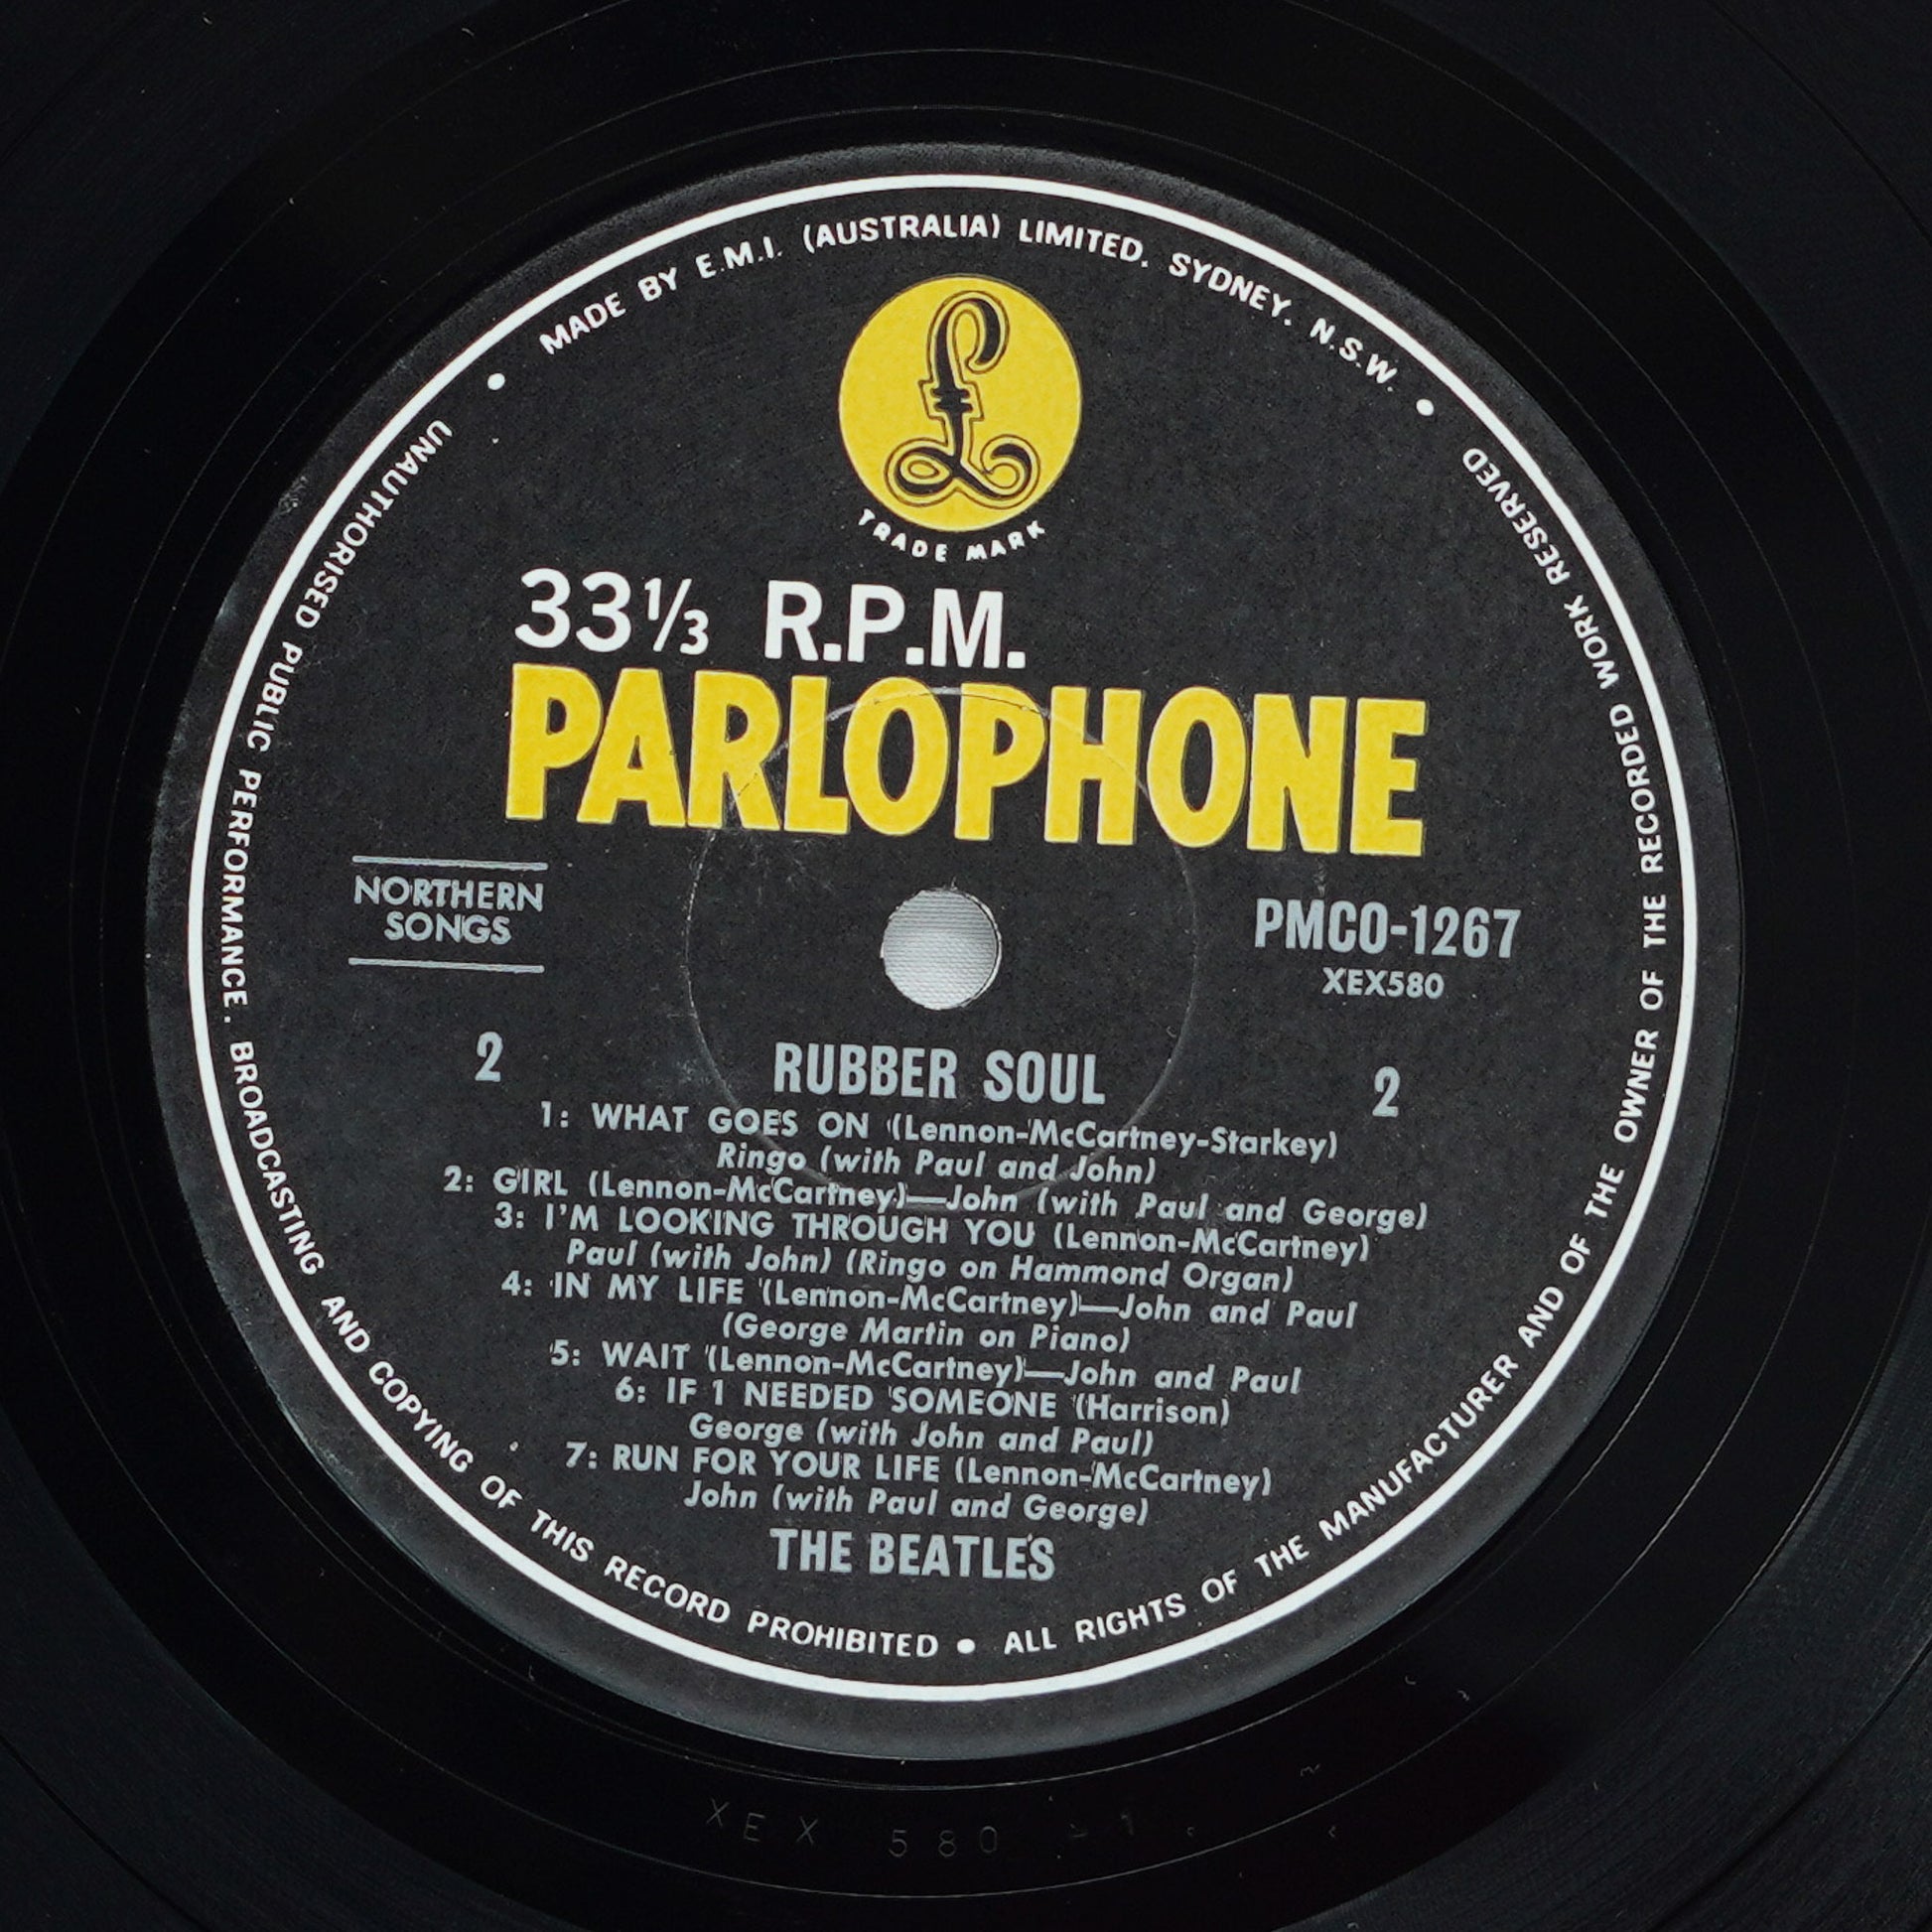 MADE BY E.M.I. (AUSTRALIA) LIMITED. SYDNEY. N.S.W.
TRADE MARK
33⅓ R.P.M.
PARLOPHONE
NORTHERN
SONGS
PMCO-1267
XEX580
2
RUBBER SOUL
2
1: WHAT GOES ON (Lennon-McCartney-Starkey)
Ringo (with Paul and John)
2: GIRL (Lennon-McCartney)—John (with Paul and George)
3: I'M LOOKING THROUGH YOU (Lennon-McCartney)
Paul (with John) (Ringo on Hammond Organ)
4: IN MY LIFE (Lennon-McCartney)—John and Paul
(George Martin on Piano)
5: WAIT (Lennon-McCartney)—John and Paul
6: IF 1 NEEDED SOMEONE (Harrison)
George (with John and Paul)
7: RUN FOR YOUR LIFE (Lennon-McCartney)
John (with Paul and George)
THE BEATLES
UNAUTHORISED PUBLIC PERFORMANCE. BROADCASTING AND COPYING OF THIS RECORD PROHIBITED • ALL RIGHTS OF THE MANUFACTURER AND OF THE OWNER OF THE RECORDED WORK RESERVED
XEX 580 - 1